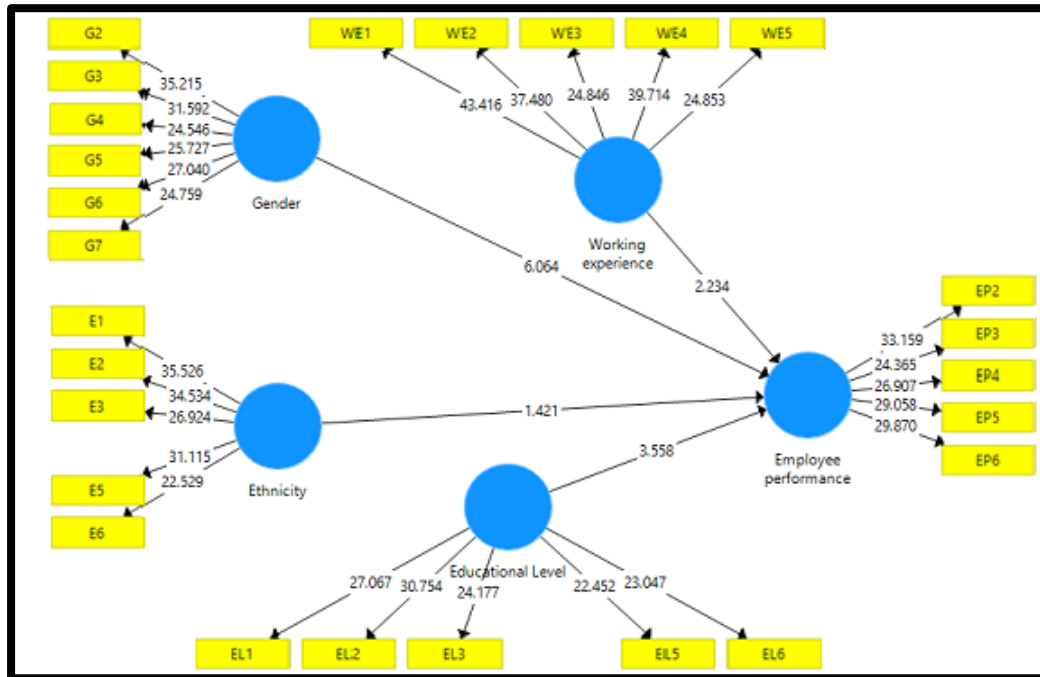 G2
G3
G4
G5
G6
G7
35.215
31.592
24.546
25.727
27.040
24.759
Gender
WE1
WE2
WE3
WE4
WE5
43.416
37.480
24.846
39.714
24.853
Working
experience
6.064
2.234
E1
E2
E3
E5
E6
35.526
34.534
26.924
31.115
22.529
Ethnicity
1.421
3.558
EP2
EP3
EP4
EP5
EP6
33.159
24.365
26.907
29.058
29.870
Employee
performance
Educational Level
27.067
30.754
24.177
22.452
23.047
EL1
EL2
EL3
EL5
EL6